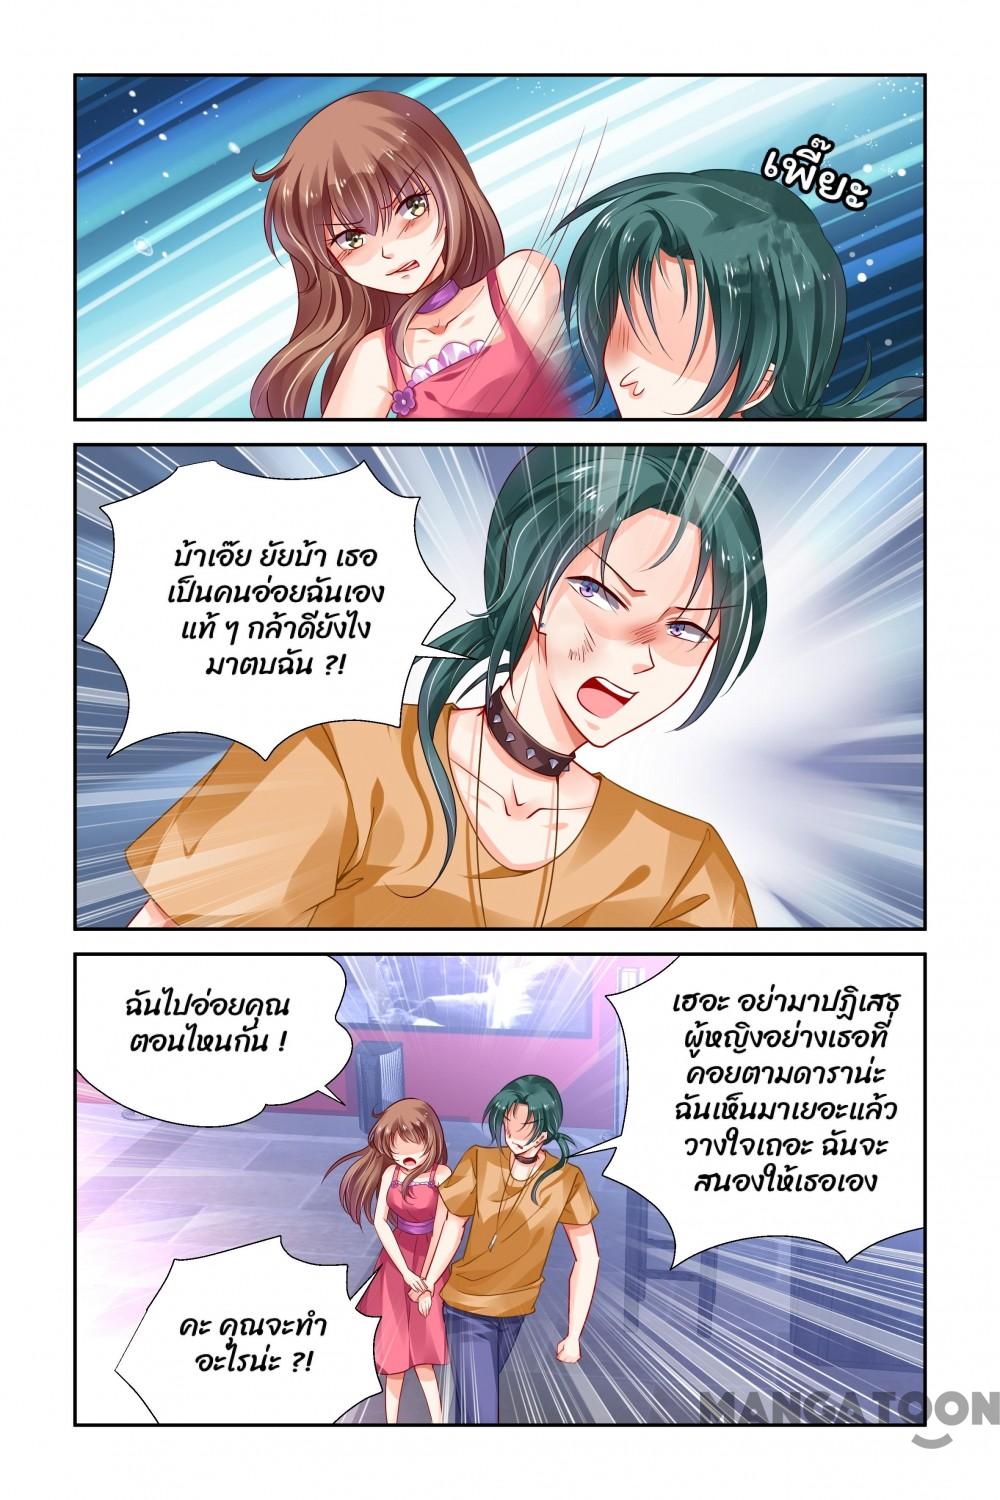 เพี๊ยะ
บ้าเอ๊ย ยัยบ้า เธอ
เป็นคนอ่อยฉันเอง
แท้ ๆ กล้าดียังไง
มาตบฉัน ?!
ฉันไปอ่อยคุณ
ตอนไหนกัน !
เฮอะ อย่ามาปฏิเสธ
ผู้หญิงอย่างเธอที่
คอยตามดาราน่ะ
ฉันเห็นมาเยอะแล้ว
วางใจเถอะ ฉันจะ
สนองให้เธอเอง
คะ คุณจะทำ
อะไรน่ะ ?!
MANGATOON